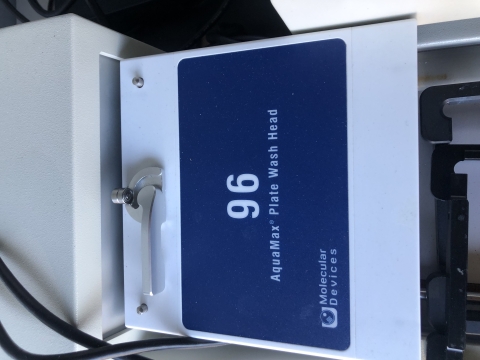 96
AquaMax® Plate Wash Head
Molecular
Devices